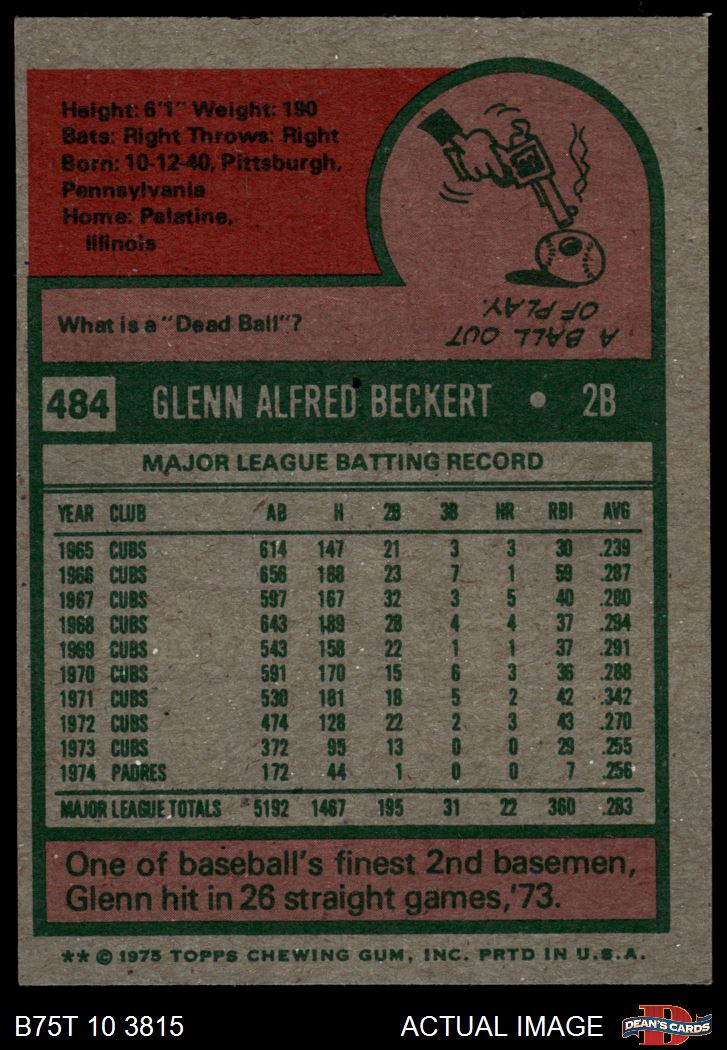 Height: 6'1" Weight: 190
Bats: Right Throws: Right
Born: 10-12-40, Pittsburgh,
Pennsylvania
Home: Palatine,
Illinois
What is a "Dead Ball"?
A BALL OUT
OF PLAY.
484 GLENN ALFRED BECKERT • 2B
MAJOR LEAGUE BATTING RECORD
YEAR CLUB AB H 2B 3B HR RBI AVG
1965 CUBS 614 147 21 3 3 30 .239
1966 CUBS 656 188 23 7 1 59 .287
1967 CUBS 597 167 32 3 5 40 .280
1968 CUBS 643 189 28 4 4 37 .294
1969 CUBS 543 158 22 1 1 37 .291
1970 CUBS 591 170 15 6 3 36 .288
1971 CUBS 530 181 18 5 2 42 .342
1972 CUBS 474 128 22 2 3 43 .270
1973 CUBS 372 95 13 0 0 29 .255
1974 PADRES 172 44 1 0 0 7 .256
MAJOR LEAGUE TOTALS 5192 1467 195 31 22 360 .283
One of baseball's finest 2nd basemen,
Glenn hit in 26 straight games,'73.
** © 1975 TOPPS CHEWING GUM, INC. PRTD IN U.S.A.
B75T 10 3815 ACTUAL IMAGE
D
DEAN'S CARDS